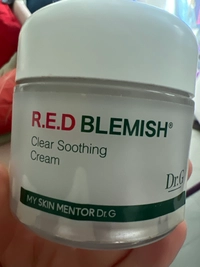 R.E.D BLEMISH®
Clear Soothing
Cream
Dr.G
MY SKIN MENTOR Dr.G